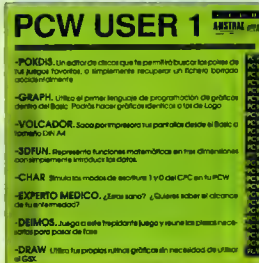 PCW USER 1
AMSTRAD
-POKDIS. Un editor de discos que te permitirá buscar los pokes de
tus juegos favoritos, o simplemente recuperar un fichero borrado
accidentalmente
-GRAPH. Utiliza el primer lenguaje de programación de gráficos
dentro del Basic. Podrás hacer gráficos idénticos a los de Logo
-VOLCADOR. Saca por impresora tus pantallas desde el Basic a
tamaño DIN A4
-3DFUN. Representa funciones matemáticas en tres dimensiones
con simplemente introducir los datos.
-CHAR Simula los modos de escritura 1 y 0 del CPC en tu PCW
-EXPERTO MEDICO. ¿Estas sano? ¿Quieres saber el alcance
de tu enfermedad?
-DEIMOS. Juega a este trepidante juego y reune las piezas nece-
sarias para pasar de fase
-DRAW Utiliza tus propias rutinas gráficas sin necesidad de utilizar
el GSX